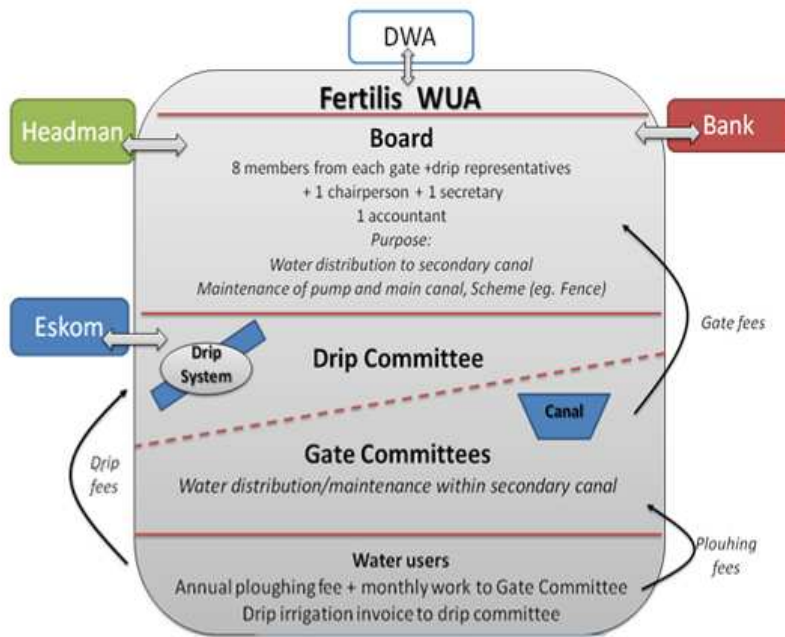 DWA
Fertilis WUA
Headman
Bank
Board
8 members from each gate +drip representatives
+ 1 chairperson + 1 secretary
1 accountant
Purpose:
Water distribution to secondary canal
Maintenance of pump and main canal, Scheme (eg. Fence)
Eskom
Gate fees
Drip
System
Drip Committee
Canal
Gate Committees
Drip
fees
Water distribution/maintenance within secondary canal
Plouhing
fees
Water users
Annual ploughing fee + monthly work to Gate Committee
Drip irrigation invoice to drip committee